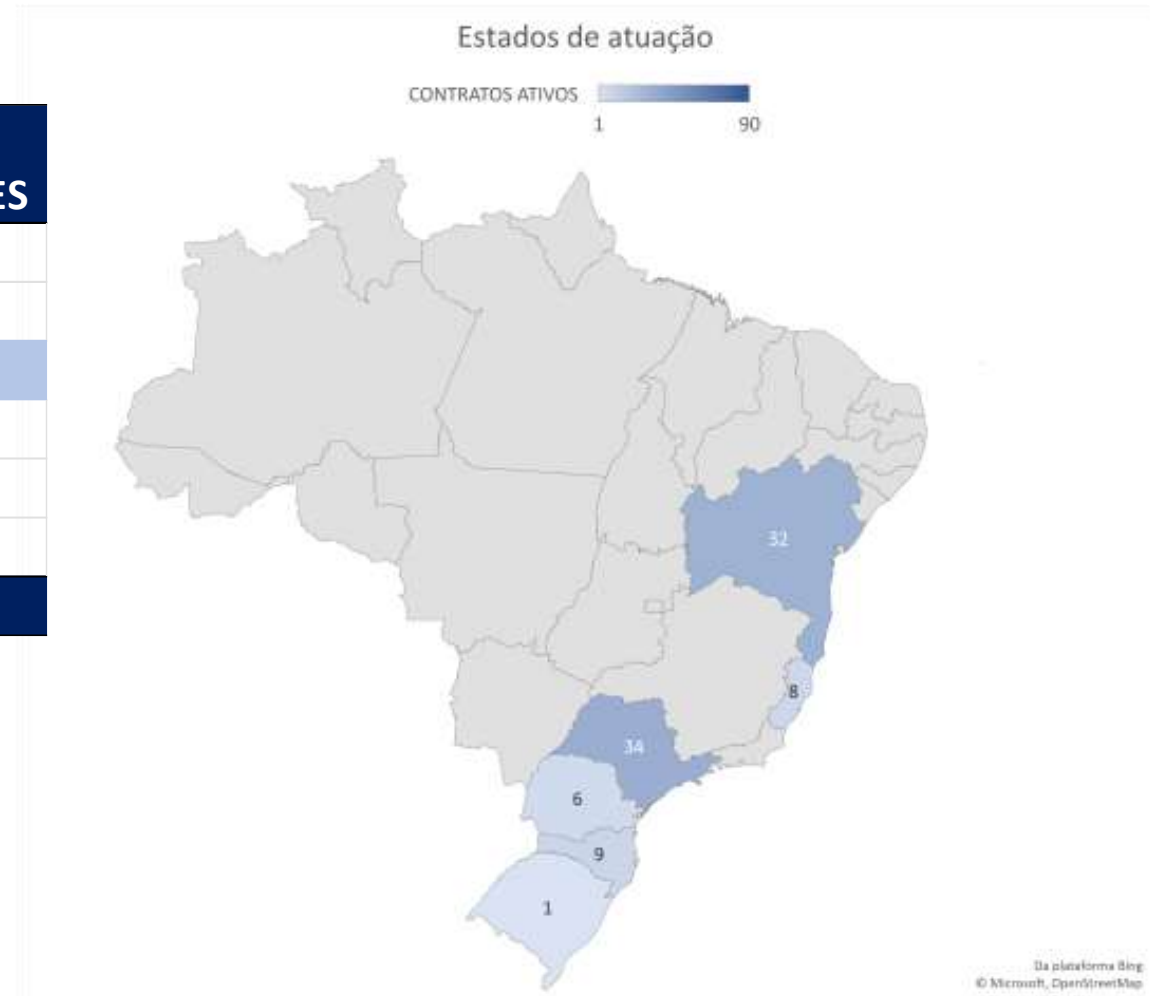 Estados de atuação
CONTRATOS ATIVOS
1 90
ES
32
8
34
6
9
1
Da plataforma Bing
© Microsoft, OpenStreetMap